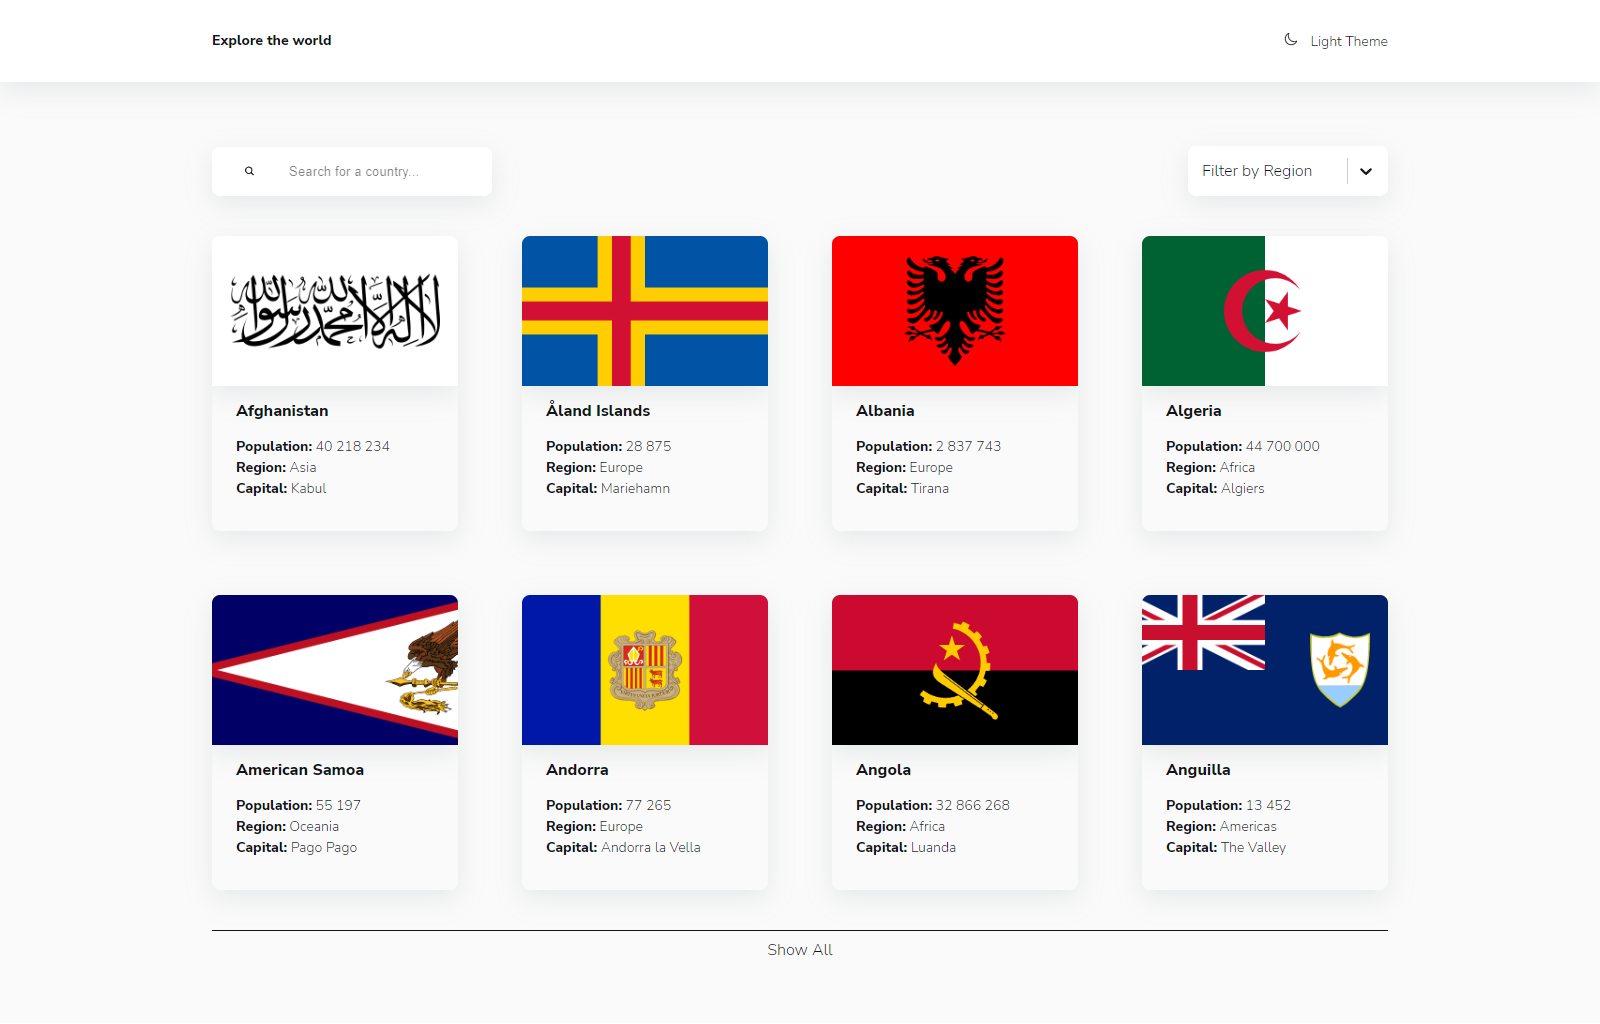 Explore the world
Light Theme
Search for a country...
Filter by Region
لا إله إلا الله محمد رسول الله
Afghanistan
Population: 40 218 234
Region: Asia
Capital: Kabul
Åland Islands
Population: 28 875
Region: Europe
Capital: Mariehamn
Albania
Population: 2 837 743
Region: Europe
Capital: Tirana
Algeria
Population: 44 700 000
Region: Africa
Capital: Algiers
American Samoa
Population: 55 197
Region: Oceania
Capital: Pago Pago
Andorra
Population: 77 265
Region: Europe
Capital: Andorra la Vella
Angola
Population: 32 866 268
Region: Africa
Capital: Luanda
Anguilla
Population: 13 452
Region: Americas
Capital: The Valley
Show All